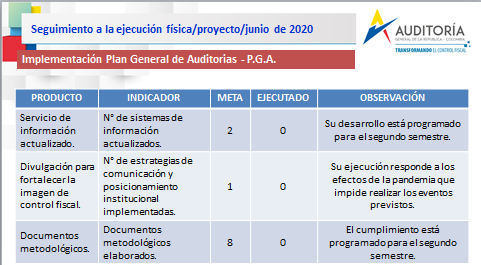 Seguimiento a la ejecución física/proyecto/junio de 2020
AUDITORÍA
GENERAL DE LA REPÚBLICA - COLOMBIA
TRANSFORMANDO EL CONTROL FISCAL
Implementación Plan General de Auditorias - P.G.A.
PRODUCTO INDICADOR META EJECUTADO OBSERVACIÓN
Servicio de información actualizado. N° de sistemas de información actualizados. 2 0 Su desarrollo está programado para el segundo semestre.
Divulgación para fortalecer la imagen de control fiscal. N° de estrategias de comunicación y posicionamiento institucional implementadas. 1 0 Su ejecución responde a los efectos de la pandemia que impide realizar los eventos previstos.
Documentos metodológicos. Documentos metodológicos elaborados. 8 0 El cumplimiento está programado para el segundo semestre.